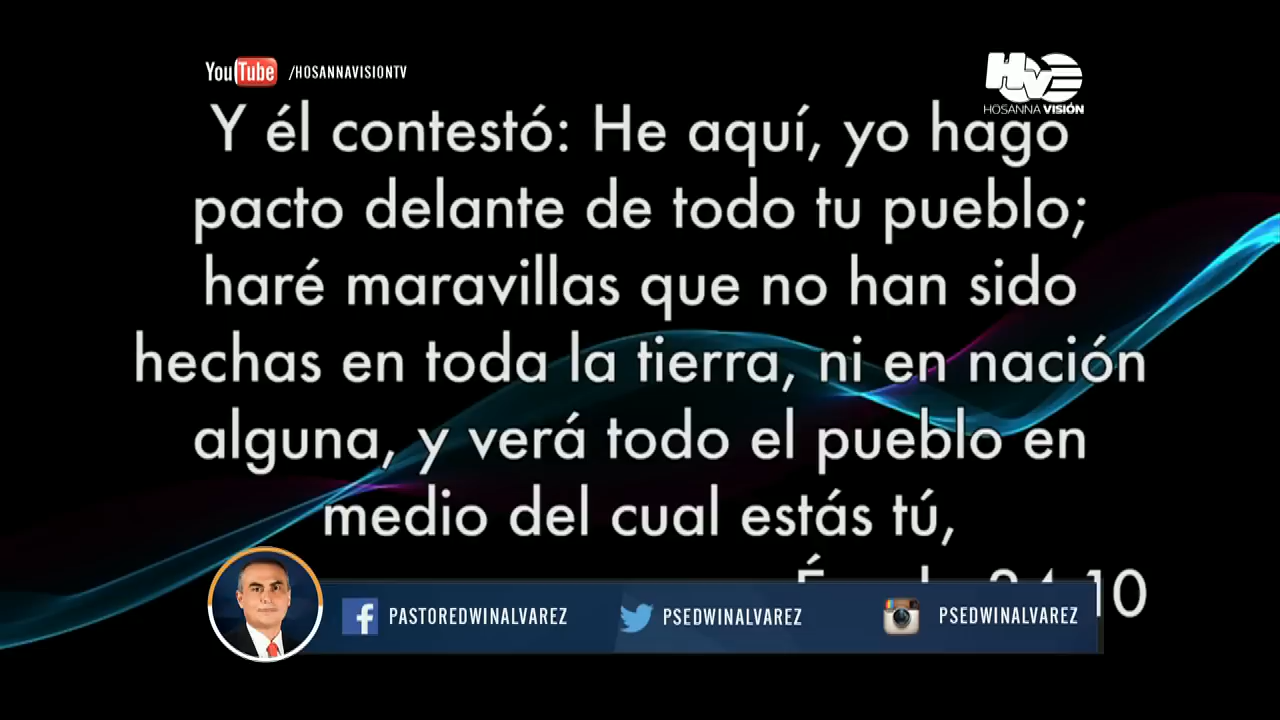 YouTube /HOSANNAVISIONTV
HV
HOSANNA VISIÓN
Y él contestó: He aquí, yo hago
pacto delante de todo tu pueblo;
haré maravillas que no han sido
hechas en toda la tierra, ni en nación
alguna, y verá todo el pueblo en
medio del cual estás tú,
10
PASTOREDWINALVAREZ PSEDWINALVAREZ PSEDWINALVAREZ